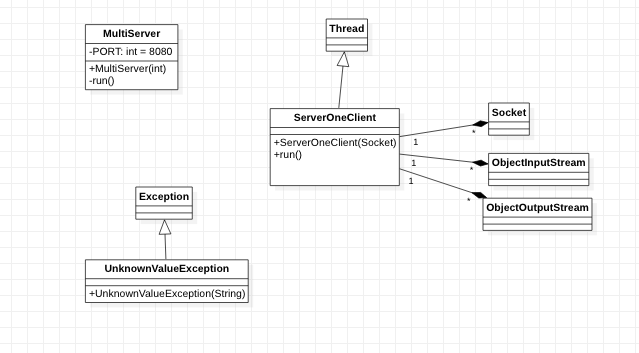 MultiServer
-PORT: int = 8080
+MultiServer(int)
-run()
Thread
ServerOneClient
+ServerOneClient(Socket)
+run()
1
*
Socket
1
*
ObjectInputStream
1
*
ObjectOutputStream
Exception
UnknownValueException
+UnknownValueException(String)